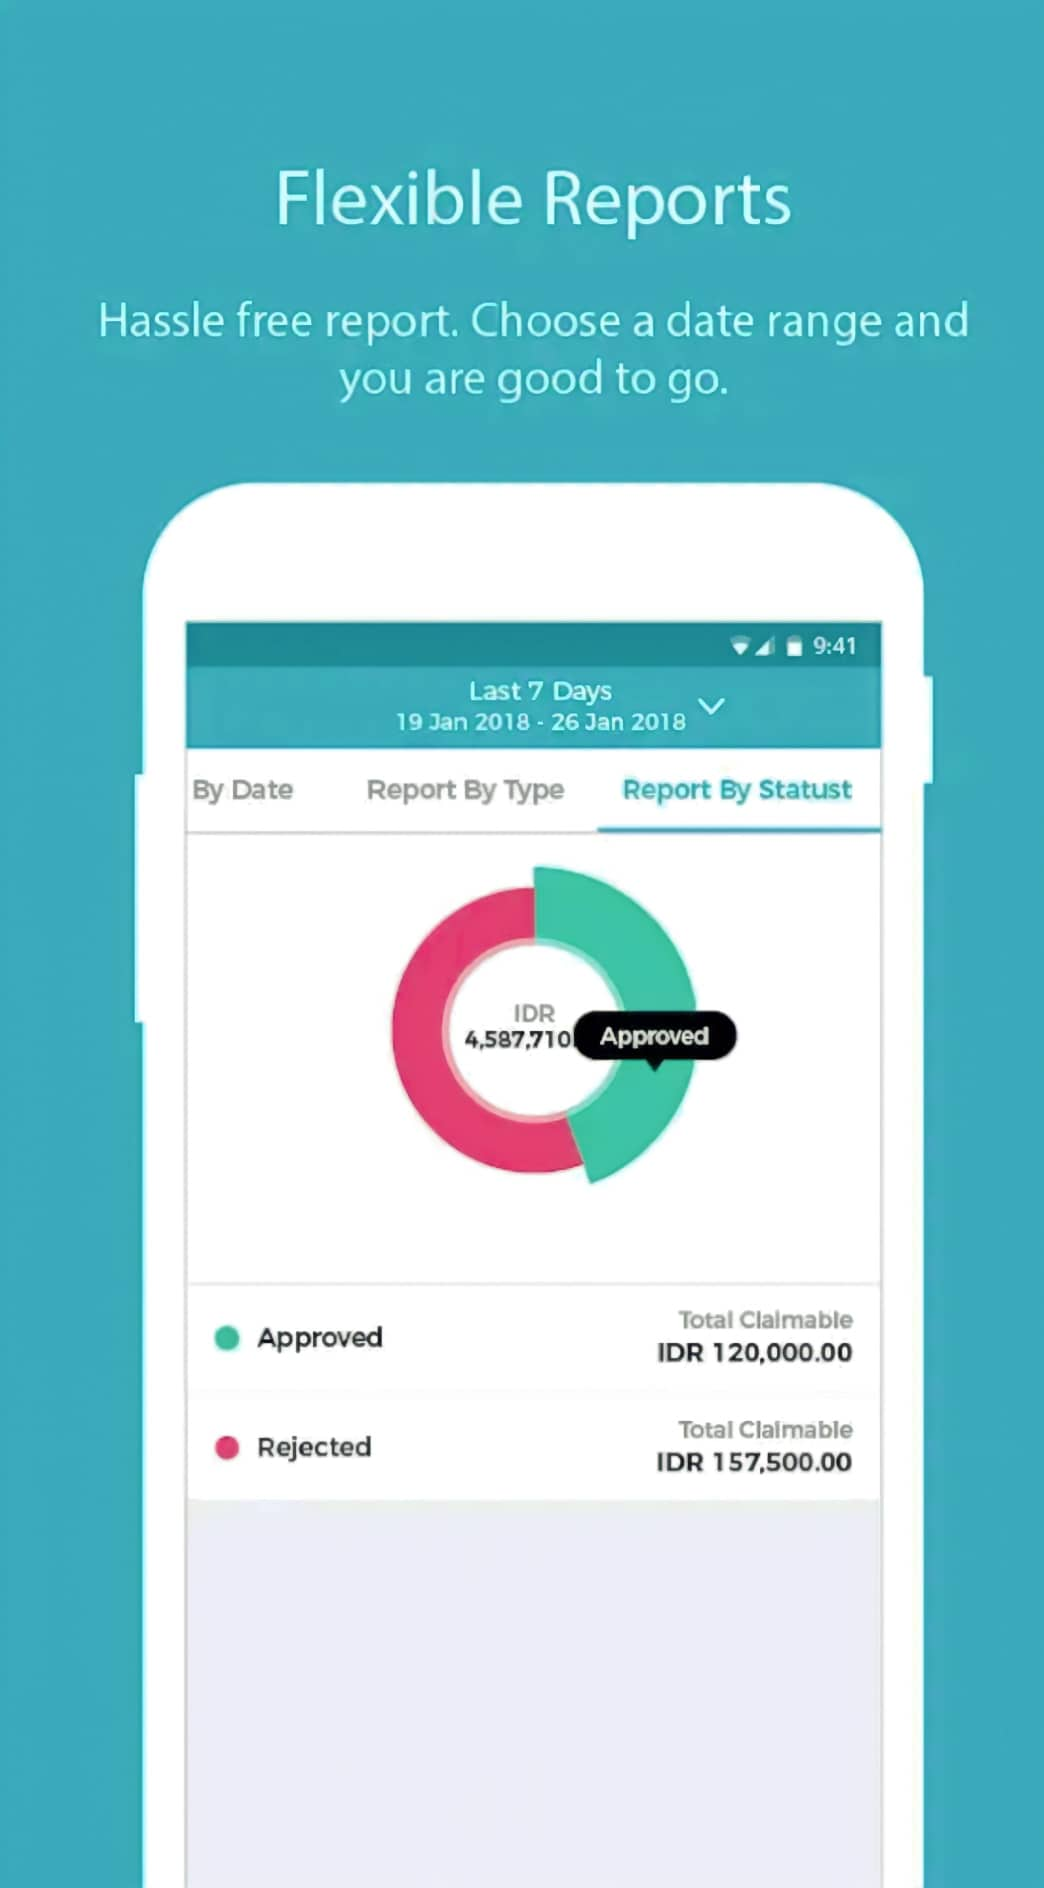 Flexible Reports
Hassle free report. Choose a date range and
you are good to go.
9:41
Last 7 Days
19 Jan 2018 - 26 Jan 2018
By Date
Report By Type
Report By Statust
IDR
4,587,710
Approved
Approved
Total Claimable
IDR 120,000.00
Rejected
Total Claimable
IDR 157,500.00